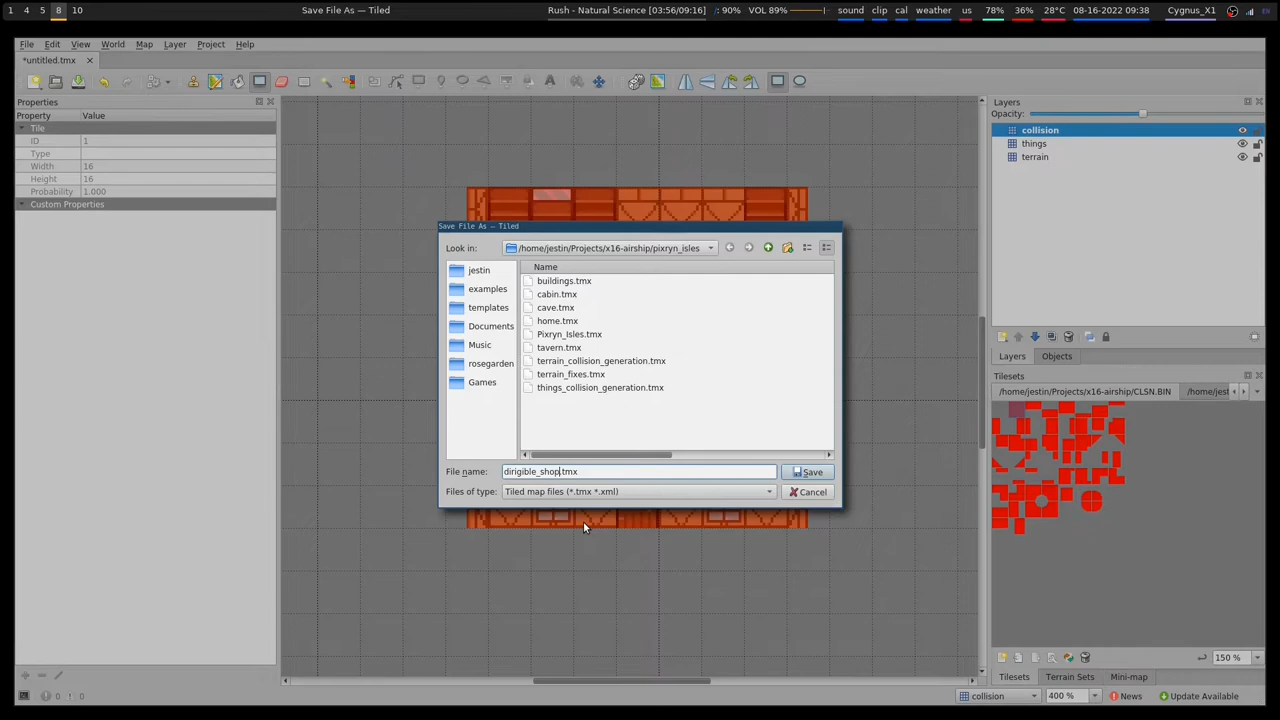 1 4 5 8 10 Save File As — Tiled Rush - Natural Science [03:56/09:16] /: 90% VOL 89% sound clip cal weather us 78% 36% 28°C 08-16-2022 09:38 Cygnus_X1
File Edit View World Map Layer Project Help
*untitled.tmx
Properties
Property Value
Tile
ID 1
Type
Width 16
Height 16
Probability 1.000
Custom Properties
Save File As — Tiled
Look in: /home/jestin/Projects/x16-airship/pixryn_isles
jestin
examples
templates
Documents
Music
rosegarden
Games
Name
buildings.tmx
cabin.tmx
cave.tmx
home.tmx
Pixryn_Isles.tmx
tavern.tmx
terrain_collision_generation.tmx
terrain_fixes.tmx
things_collision_generation.tmx
File name: dirigible_shop.tmx Save
Files of type: Tiled map files (*.tmx *.xml) Cancel
Layers
Opacity:
collision
things
terrain
Layers Objects
Tilesets
/home/jestin/Projects/x16-airship/CLSN.BIN /home/jest
150 %
Tilesets Terrain Sets Mini-map
0 0 collision 400 % News Update Available